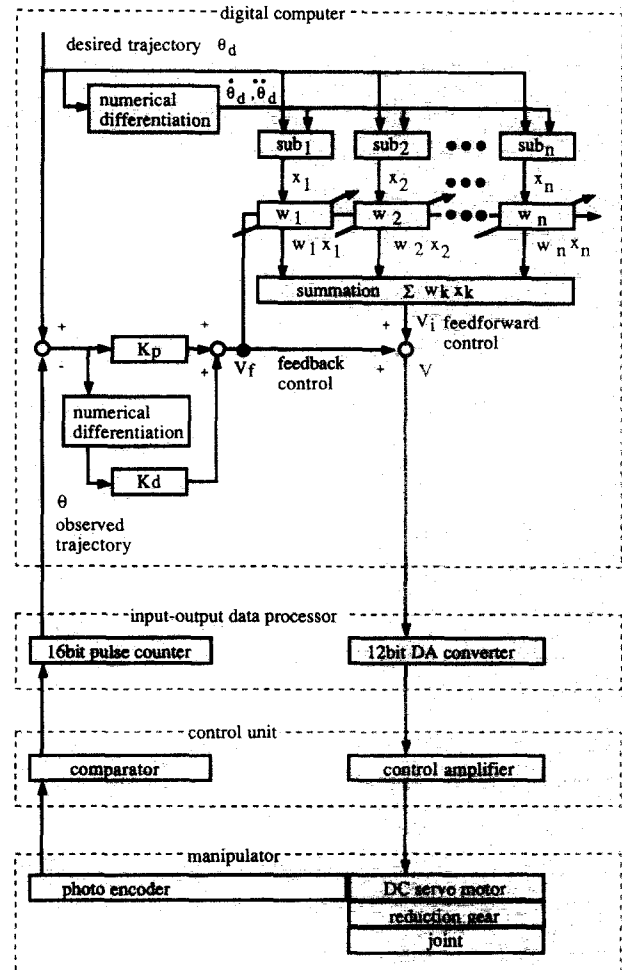 digital computer
desired trajectory θd
numerical
differentiation
θ̇d, θ̈d
sub1 sub2 ●●● subn
x1 x2 ●●● xn
w1 w2 ●●● wn
w1 x1 w2 x2 wn xn
summation Σ wk xk
Vi feedforward
control
+ + +
Kp
- + Vf feedback + V
control
numerical
differentiation
Kd
θ
observed
trajectory
input-output data processor
16bit pulse counter 12bit DA converter
control unit
comparator control amplifier
manipulator
photo encoder DC servo motor
reduction gear
joint